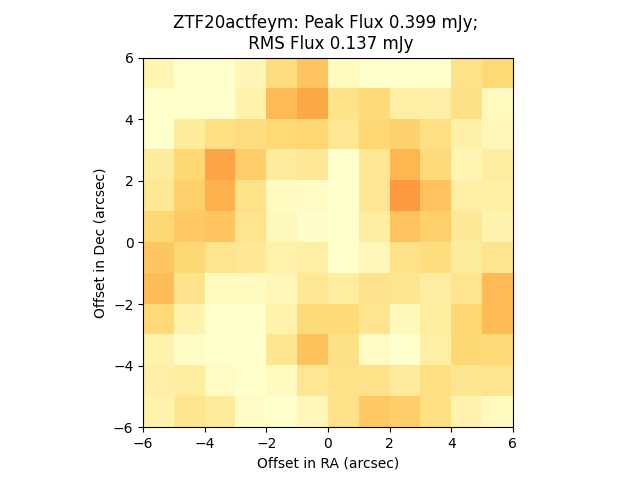 ZTF20actfeym: Peak Flux 0.399 mJy;
RMS Flux 0.137 mJy
6
4
2
0
−2
−4
−6
Offset in Dec (arcsec)
−6 −4 −2 0 2 4 6
Offset in RA (arcsec)